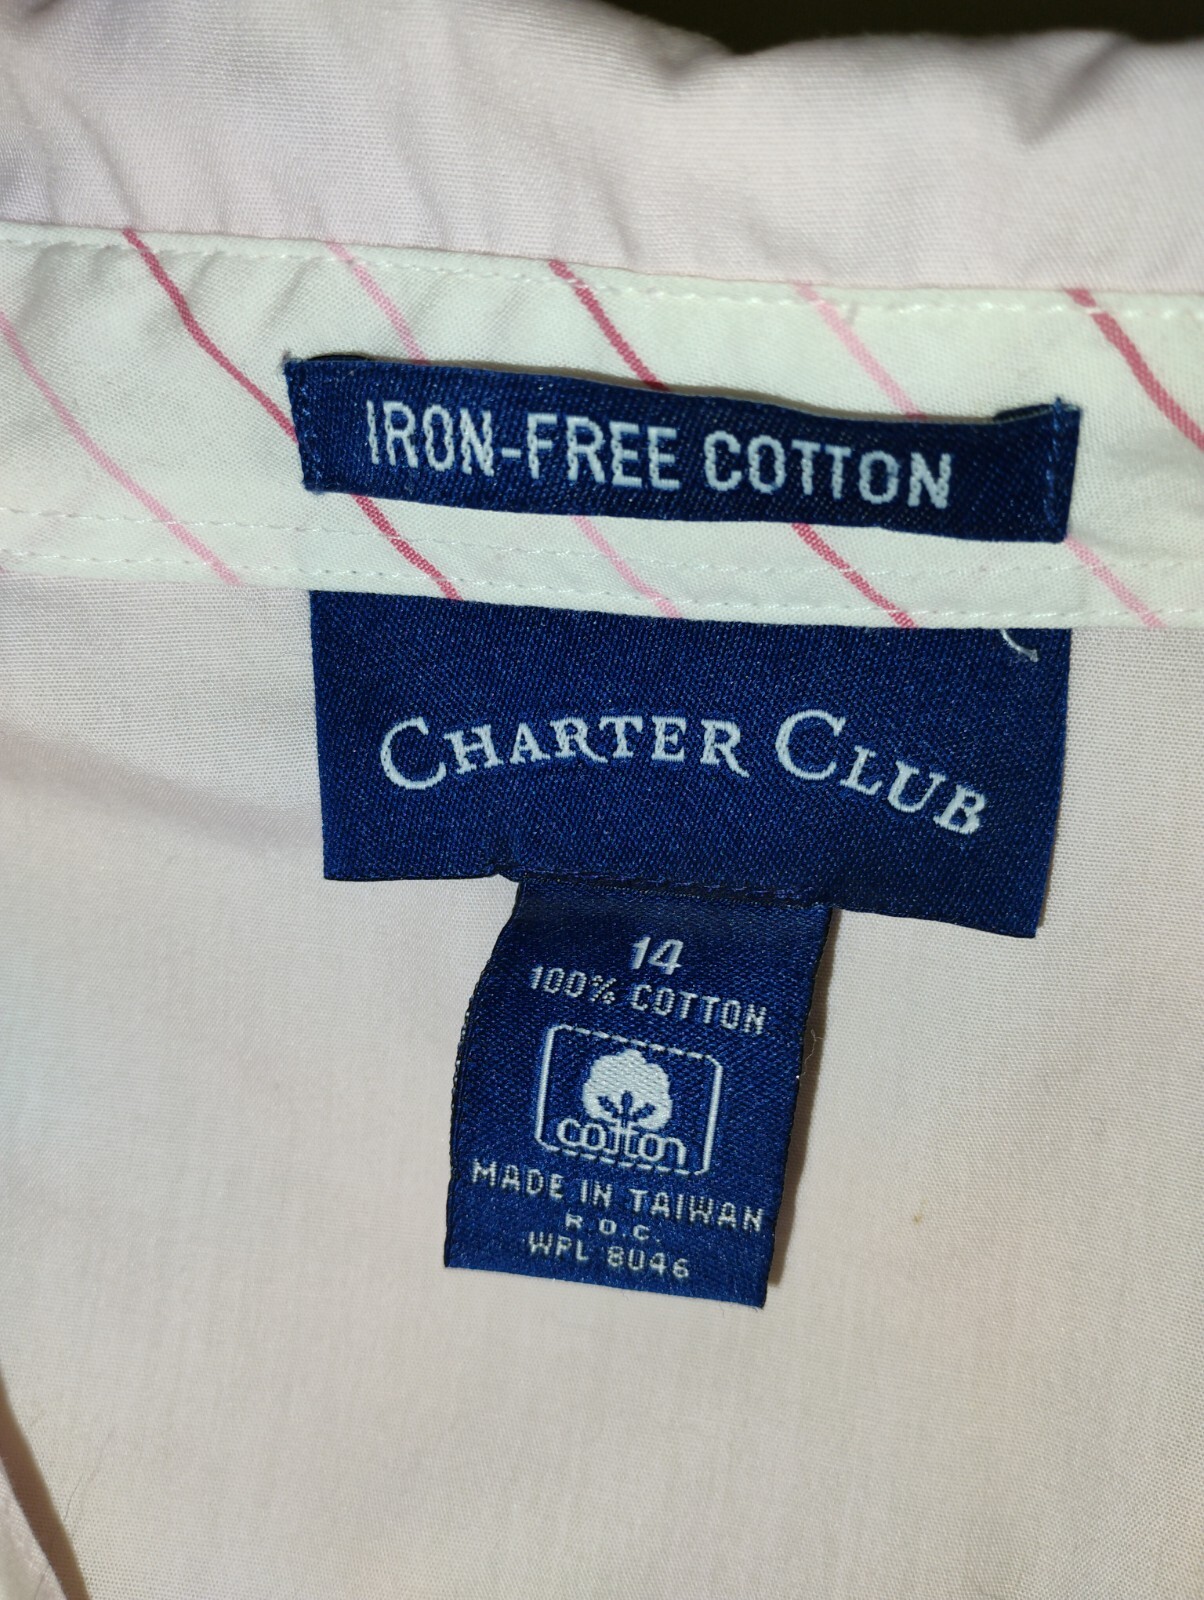 IRON-FREE COTTON
CHARTER CLUB
14
100% COTTON
cotton
MADE IN TAIWAN
R.O.C.
WPL 8046